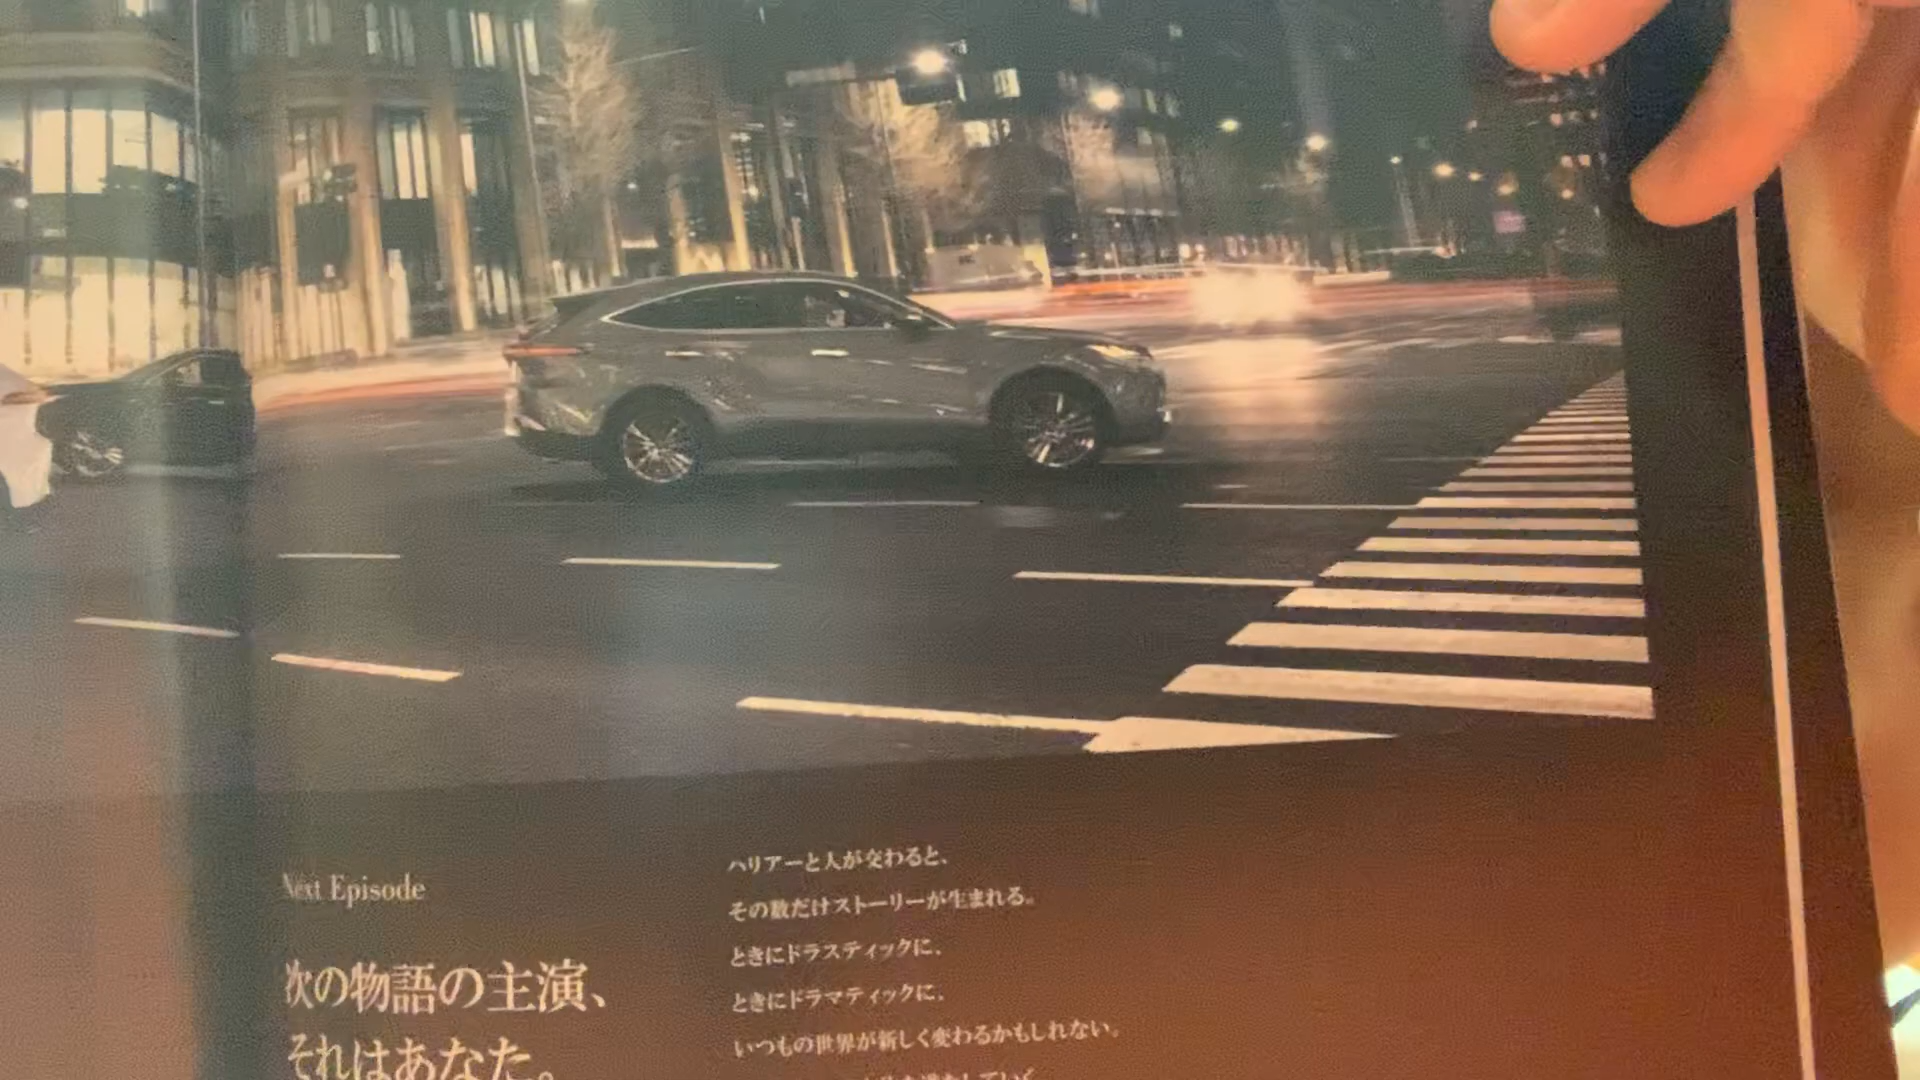 Next Episode
次の物語の主演、
それはあなた。
ハリアーと人が交わると、
その数だけストーリーが生まれる。
ときにドラスティックに、
ときにドラマティックに、
いつもの世界が新しく変わるかもしれない。